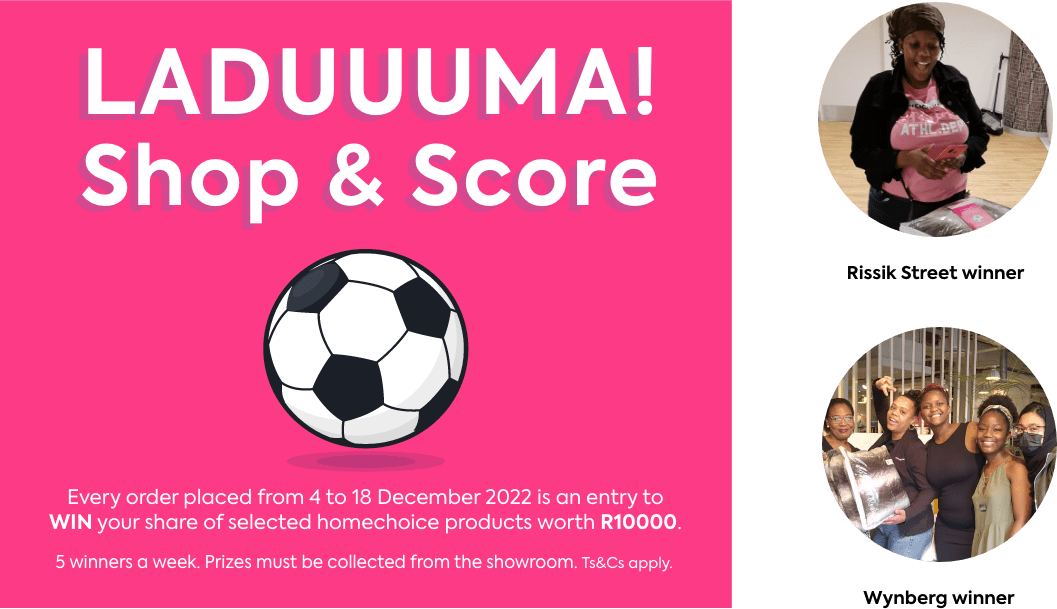 LADUUUMA!
Shop & Score
Every order placed from 4 to 18 December 2022 is an entry to
WIN your share of selected homechoice products worth R10000.
5 winners a week. Prizes must be collected from the showroom. Ts&Cs apply.
ATHL.DEP
Rissik Street winner
Wynberg winner